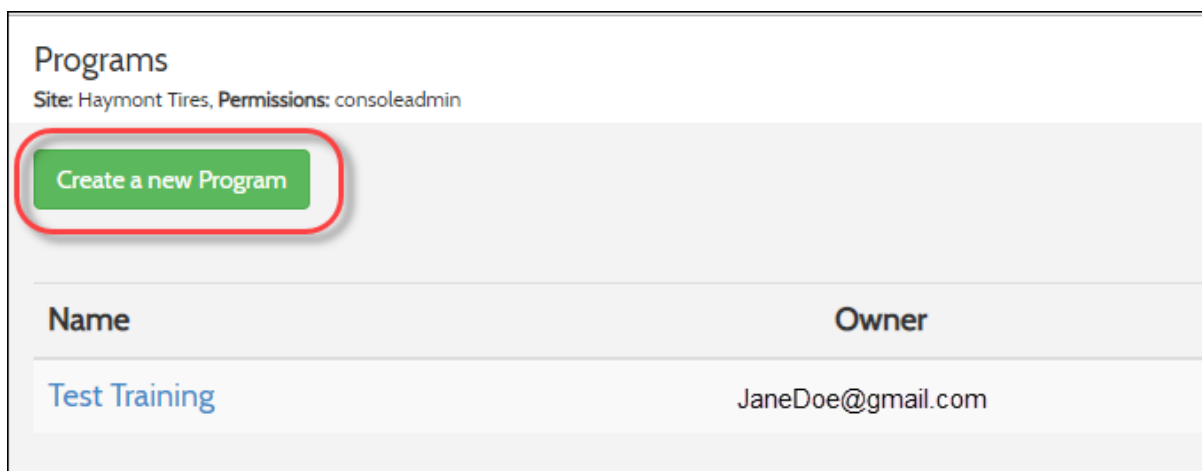 Programs
Site: Haymont Tires, Permissions: consoleadmin
Create a new Program
Name Owner
Test Training JaneDoe@gmail.com